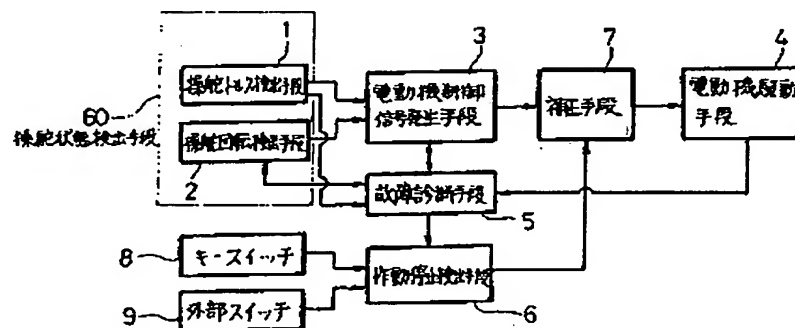 1
3
7
4
60
操舵状態検出手段
操舵トルク検出手段
操舵回転検出手段
2
電動機制御
信号発生手段
補正手段
電動機駆動
手段
故障診断手段
5
8
キースイッチ
作動停止検出手段
9
外部スイッチ
6